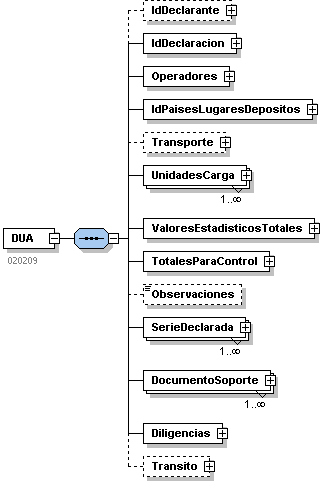 IdDeclarante
IdDeclaracion
Operadores
IdPaisesLugaresDepositos
Transporte
UnidadesCarga
1..∞
DUA
020209
ValoresEstadisticosTotales
TotalesParaControl
Observaciones
SerieDeclarada
1..∞
DocumentoSoporte
1..∞
Diligencias
Transito